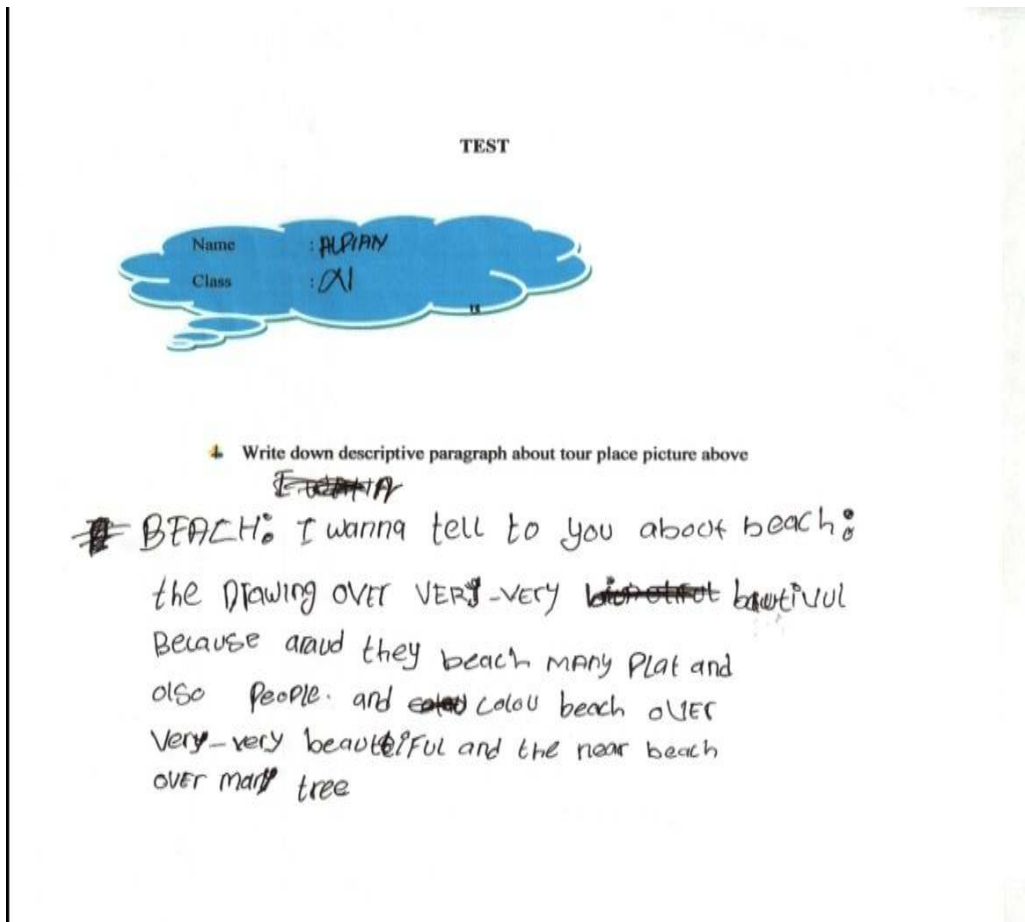 TEST
Name : ALPIAN
Class : XI
Write down descriptive paragraph about tour place picture above
BEACH: I wanna tell to you about beach:
the Drawing OVER VERY-VERY bawtivul
Because araud they beach MANY Plat and
olso People. and colou beach OVER
Very-very beautiFul and the near beach
OVER many tree